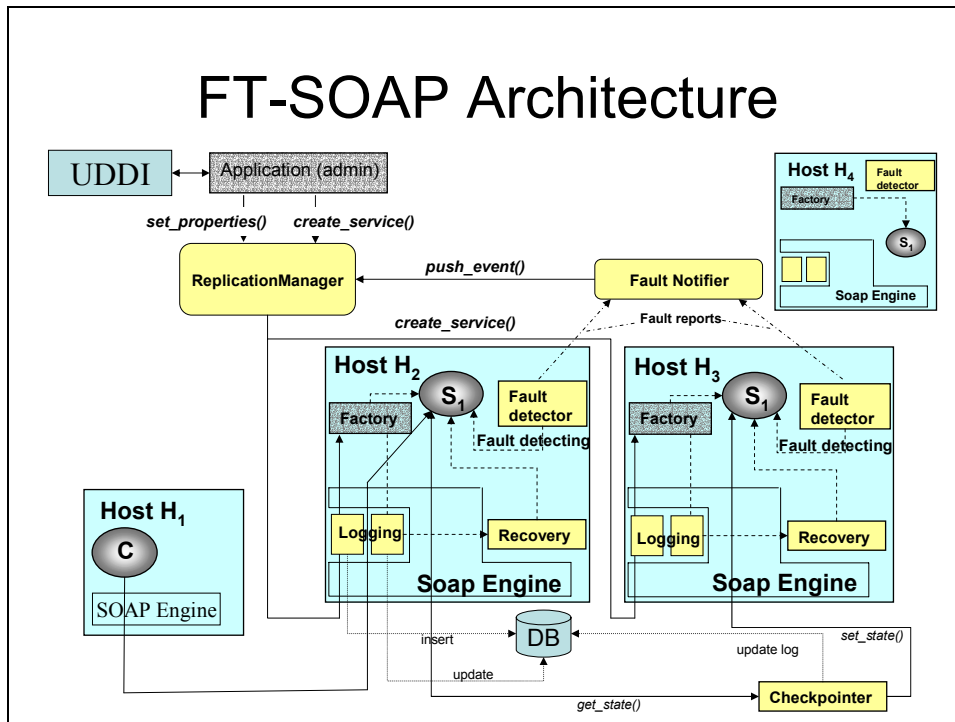 FT-SOAP Architecture
UDDI
Application (admin)
set_properties()
create_service()
ReplicationManager
push_event()
Fault Notifier
create_service()
Fault reports
Host H4
Fault
detector
Factory
S1
Soap Engine
Host H2
S1
Factory
Fault
detector
Fault detecting
Logging
Recovery
Soap Engine
Host H3
S1
Factory
Fault
detector
Fault detecting
Logging
Recovery
Soap Engine
Host H1
C
SOAP Engine
insert
DB
update
update log
set_state()
get_state()
Checkpointer